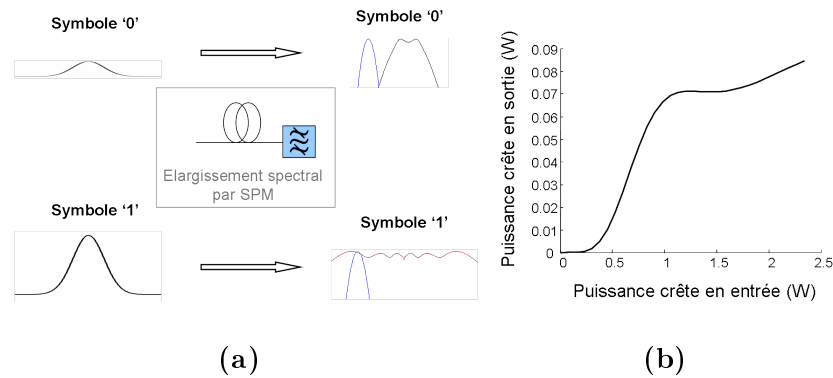 Symbole ‘0’
Symbole ‘0’
Elargissement spectral
par SPM
Symbole ‘1’
Symbole ‘1’
(a)
Puissance crête en sortie (W)
0.09
0.08
0.07
0.06
0.05
0.04
0.03
0.02
0.01
0
0 0.5 1 1.5 2 2.5
Puissance crête en entrée (W)
(b)